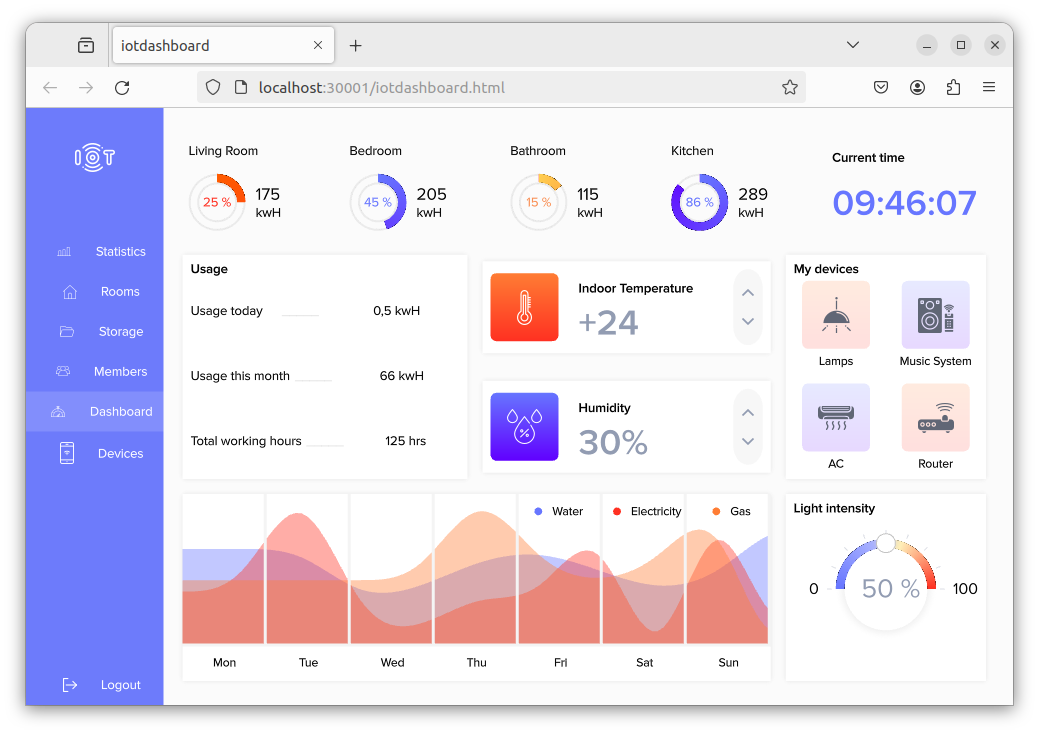 iotdashboard
localhost:30001/iotdashboard.html
IOT
Statistics
Rooms
Storage
Members
Dashboard
Devices
Logout
Living Room
25 %
175
kwH
Bedroom
45 %
205
kwH
Bathroom
15 %
115
kwH
Kitchen
86 %
289
kwH
Current time
09:46:07
Usage
Usage today 0,5 kwH
Usage this month 66 kwH
Total working hours 125 hrs
Indoor Temperature
+24
Humidity
30%
%
My devices
Lamps
Music System
AC
Router
Water Electricity Gas
Mon Tue Wed Thu Fri Sat Sun
Light intensity
0 50 % 100